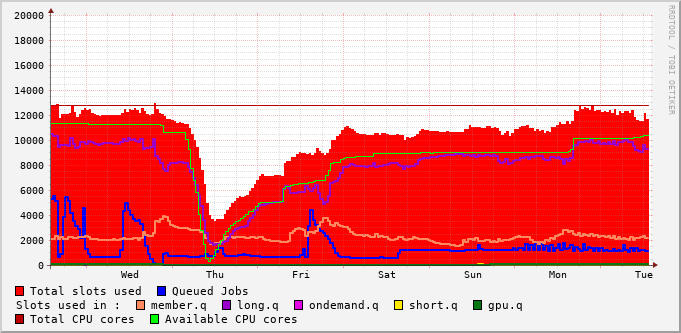 20000
18000
16000
14000
12000
10000
8000
6000
4000
2000
0
Wed Thu Fri Sat Sun Mon Tue
RRDTOOL / TOBI OETIKER
Total slots used Queued Jobs
Slots used in : member.q long.q ondemand.q short.q gpu.q
Total CPU cores Available CPU cores